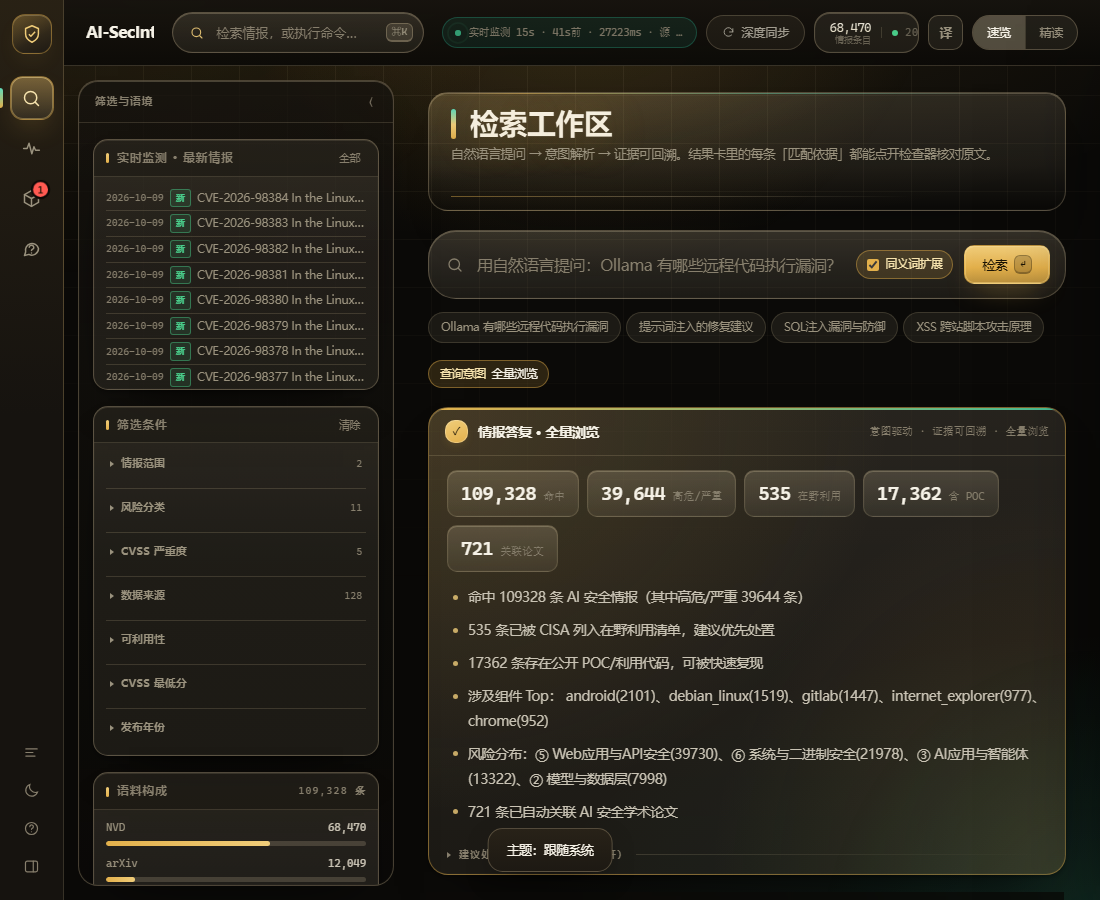 AI-SecInt
检索情报，或执行命令…
⌘K
实时监测 15s · 41s前 · 27223ms · 源 …
深度同步
68,470
情报条目
20
译
速览
精读
1
筛选与语境
实时监测 • 最新情报
全部
2026-10-09 新 CVE-2026-98384 In the Linux...
2026-10-09 新 CVE-2026-98383 In the Linux...
2026-10-09 新 CVE-2026-98382 In the Linux...
2026-10-09 新 CVE-2026-98381 In the Linux...
2026-10-09 新 CVE-2026-98380 In the Linux...
2026-10-09 新 CVE-2026-98379 In the Linux...
2026-10-09 新 CVE-2026-98378 In the Linux...
2026-10-09 新 CVE-2026-98377 In the Linux...
筛选条件
清除
情报范围 2
风险分类 11
CVSS 严重度 5
数据来源 128
可利用性
CVSS 最低分
发布年份
语料构成
109,328 条
NVD 68,470
arXiv 12,049
检索工作区
自然语言提问 → 意图解析 → 证据可回溯。结果卡里的每条「匹配依据」都能点开检查器核对原文。
用自然语言提问：Ollama 有哪些远程代码执行漏洞？
同义词扩展
检索
Ollama 有哪些远程代码执行漏洞
提示词注入的修复建议
SQL注入漏洞与防御
XSS 跨站脚本攻击原理
查询意图 全量浏览
情报答复 • 全量浏览
意图驱动 · 证据可回溯 · 全量浏览
109,328 命中
39,644 高危/严重
535 在野利用
17,362 含 POC
721 关联论文
命中 109328 条 AI 安全情报（其中高危/严重 39644 条）
535 条已被 CISA 列入在野利用清单，建议优先处置
17362 条存在公开 POC/利用代码，可被快速复现
涉及组件 Top： android(2101)、debian_linux(1519)、gitlab(1447)、internet_explorer(977)、
chrome(952)
风险分布：⑤ Web应用与API安全(39730)、⑥ 系统与二进制安全(21978)、③ AI应用与智能体
(13322)、② 模型与数据层(7998)
721 条已自动关联 AI 安全学术论文
建议
主题：跟随系统